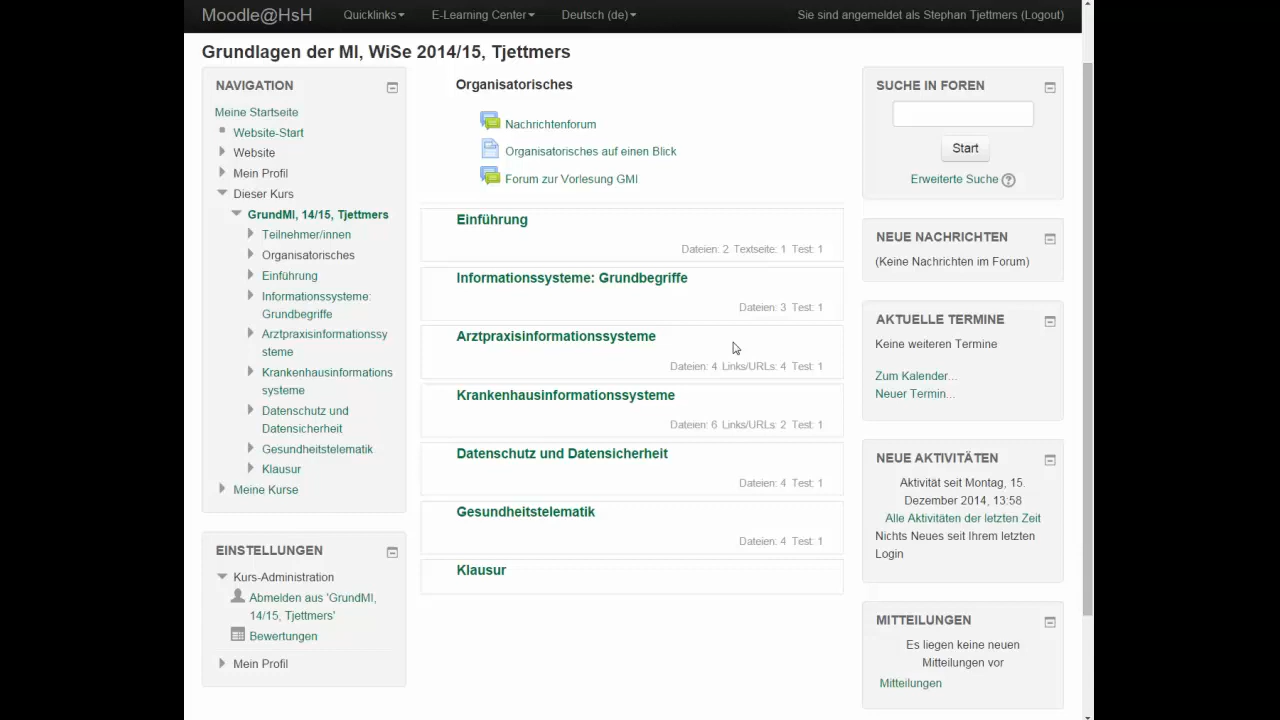 Moodle@HsH Quicklinks E-Learning Center Deutsch (de) Sie sind angemeldet als Stephan Tjettmers (Logout)
Grundlagen der MI, WiSe 2014/15, Tjettmers
NAVIGATION
Meine Startseite
Website-Start
Website
Mein Profil
Dieser Kurs
GrundMI, 14/15, Tjettmers
Teilnehmer/innen
Organisatorisches
Einführung
Informationssysteme:
Grundbegriffe
Arztpraxisinformationssy
steme
Krankenhausinformations
systeme
Datenschutz und
Datensicherheit
Gesundheitstelematik
Klausur
Meine Kurse
EINSTELLUNGEN
Kurs-Administration
Abmelden aus 'GrundMI,
14/15, Tjettmers'
Bewertungen
Mein Profil
Organisatorisches
Nachrichtenforum
Organisatorisches auf einen Blick
Forum zur Vorlesung GMI
Einführung
Dateien: 2 Textseite: 1 Test: 1
Informationssysteme: Grundbegriffe
Dateien: 3 Test: 1
Arztpraxisinformationssysteme
Dateien: 4 Links/URLs: 4 Test: 1
Krankenhausinformationssysteme
Dateien: 6 Links/URLs: 2 Test: 1
Datenschutz und Datensicherheit
Dateien: 4 Test: 1
Gesundheitstelematik
Dateien: 4 Test: 1
Klausur
SUCHE IN FOREN
Start
Erweiterte Suche ?
NEUE NACHRICHTEN
(Keine Nachrichten im Forum)
AKTUELLE TERMINE
Keine weiteren Termine
Zum Kalender...
Neuer Termin...
NEUE AKTIVITÄTEN
Aktivität seit Montag, 15.
Dezember 2014, 13:58
Alle Aktivitäten der letzten Zeit
Nichts Neues seit Ihrem letzten
Login
MITTEILUNGEN
Es liegen keine neuen
Mitteilungen vor
Mitteilungen